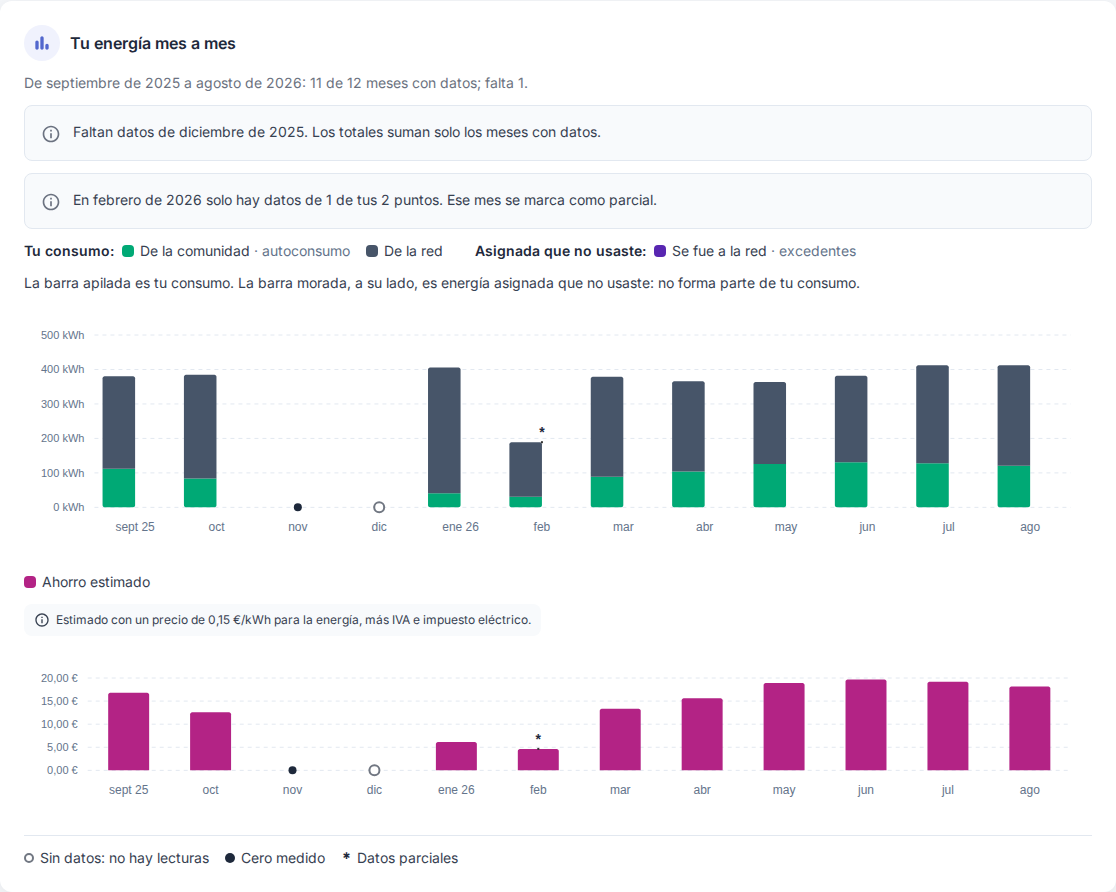 Tu energía mes a mes
De septiembre de 2025 a agosto de 2026: 11 de 12 meses con datos; falta 1.
Faltan datos de diciembre de 2025. Los totales suman solo los meses con datos.
En febrero de 2026 solo hay datos de 1 de tus 2 puntos. Ese mes se marca como parcial.
Tu consumo: De la comunidad · autoconsumo De la red Asignada que no usaste: Se fue a la red · excedentes
La barra apilada es tu consumo. La barra morada, a su lado, es energía asignada que no usaste: no forma parte de tu consumo.
500 kWh
400 kWh
300 kWh
200 kWh
100 kWh
0 kWh
*
sept 25 oct nov dic ene 26 feb mar abr may jun jul ago
Ahorro estimado
Estimado con un precio de 0,15 €/kWh para la energía, más IVA e impuesto eléctrico.
20,00 €
15,00 €
10,00 €
5,00 €
0,00 €
*
sept 25 oct nov dic ene 26 feb mar abr may jun jul ago
Sin datos: no hay lecturas Cero medido * Datos parciales